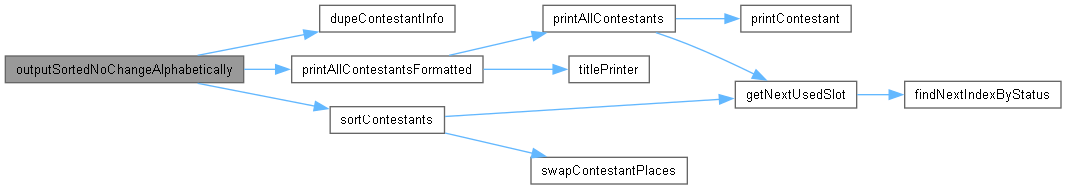 dupeContestantInfo
printAllContestants
printContestant
outputSortedNoChangeAlphabetically
printAllContestantsFormatted
titlePrinter
getNextUsedSlot
findNextIndexByStatus
sortContestants
swapContestantPlaces